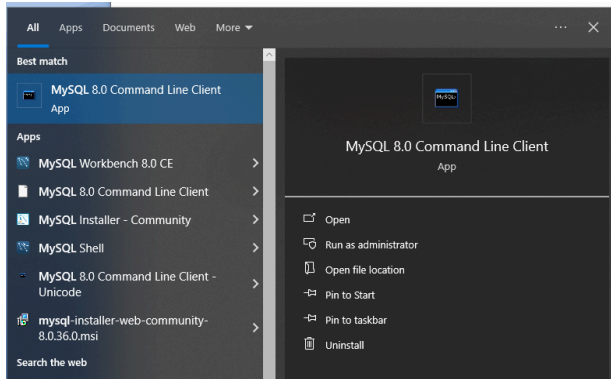 All Apps Documents Web More
Best match
MySQL 8.0 Command Line Client
App
Apps
MySQL Workbench 8.0 CE
MySQL 8.0 Command Line Client
MySQL Installer - Community
MySQL Shell
MySQL 8.0 Command Line Client -
Unicode
mysql-installer-web-community-
8.0.36.0.msi
Search the web
MySQL 8.0 Command Line Client
App
Open
Run as administrator
Open file location
Pin to Start
Pin to taskbar
Uninstall